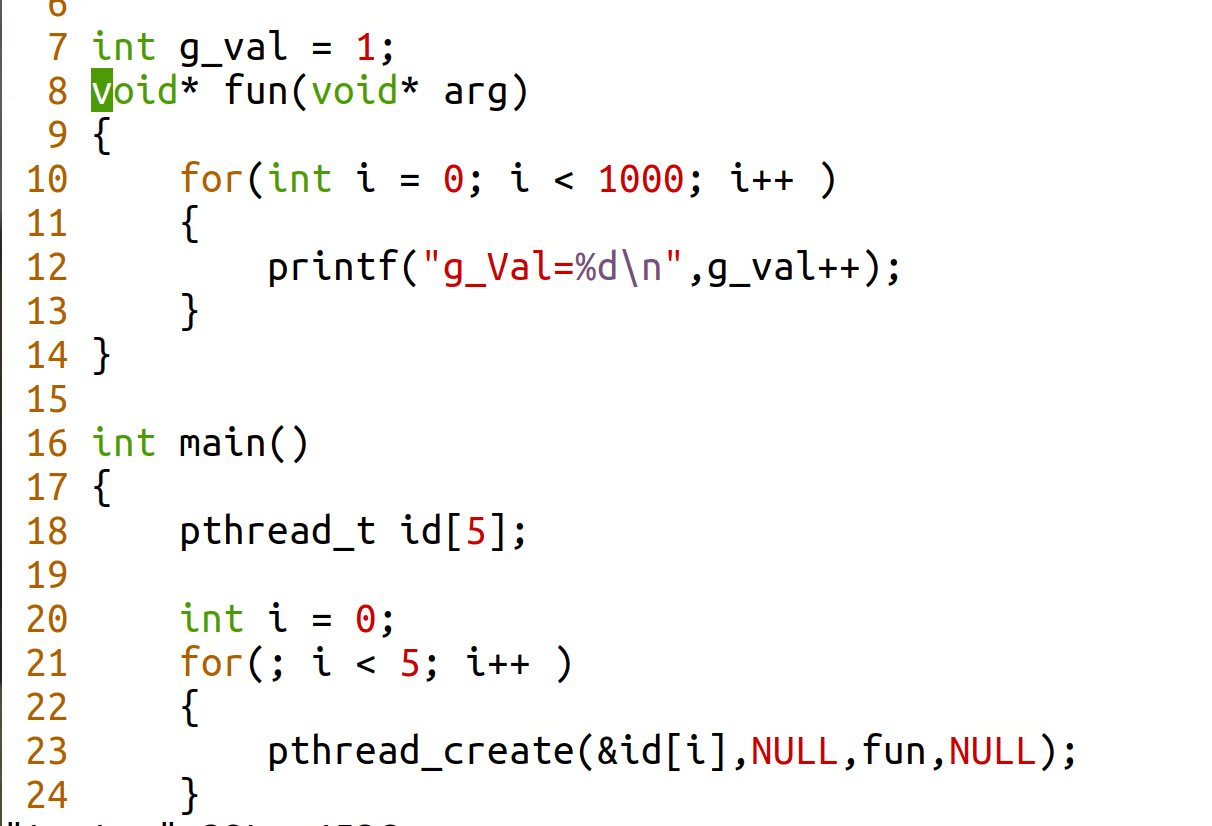 6
7 int g_val = 1;
8 void* fun(void* arg)
9 {
10     for(int i = 0; i < 1000; i++ )
11     {
12         printf("g_Val=%d\n",g_val++);
13     }
14 }
15
16 int main()
17 {
18     pthread_t id[5];
19
20     int i = 0;
21     for(; i < 5; i++ )
22     {
23         pthread_create(&id[i],NULL,fun,NULL);
24     }